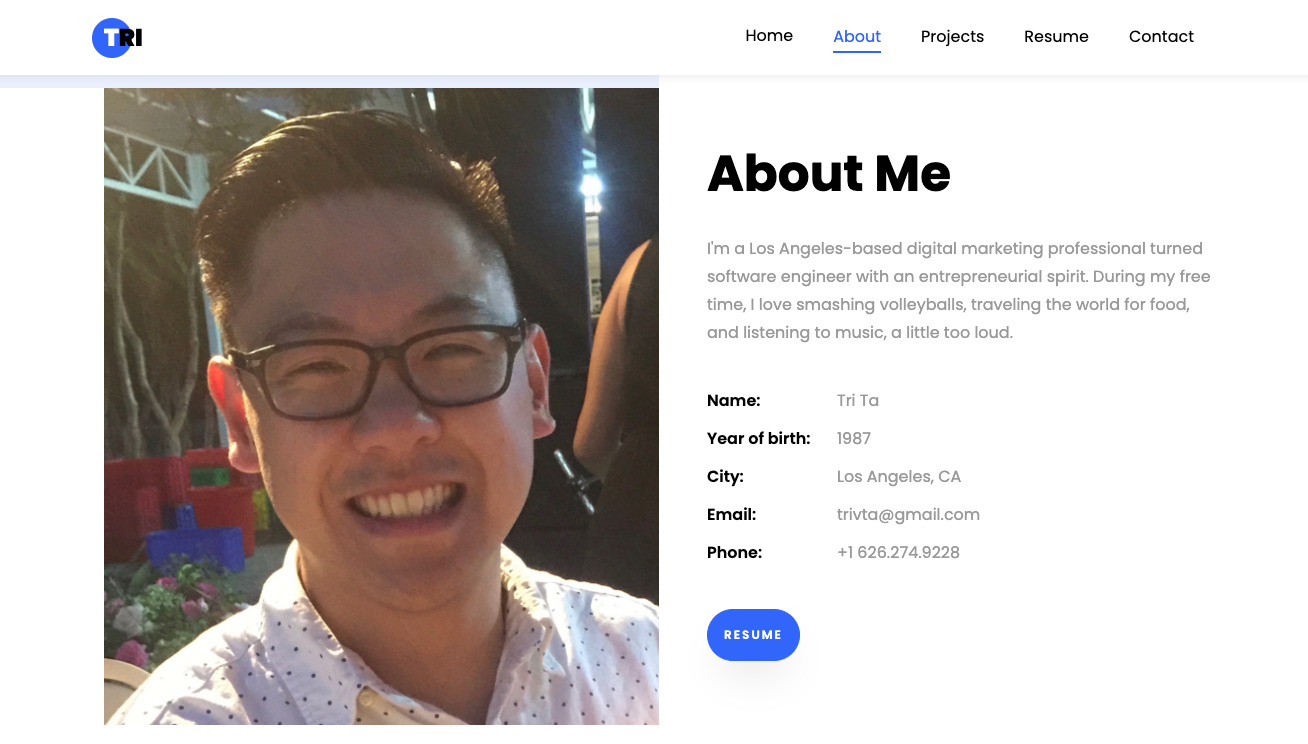 TRI
Home About Projects Resume Contact
About Me
I'm a Los Angeles-based digital marketing professional turned
software engineer with an entrepreneurial spirit. During my free
time, I love smashing volleyballs, traveling the world for food,
and listening to music, a little too loud.
Name: Tri Ta
Year of birth: 1987
City: Los Angeles, CA
Email: trivta@gmail.com
Phone: +1 626.274.9228
RESUME